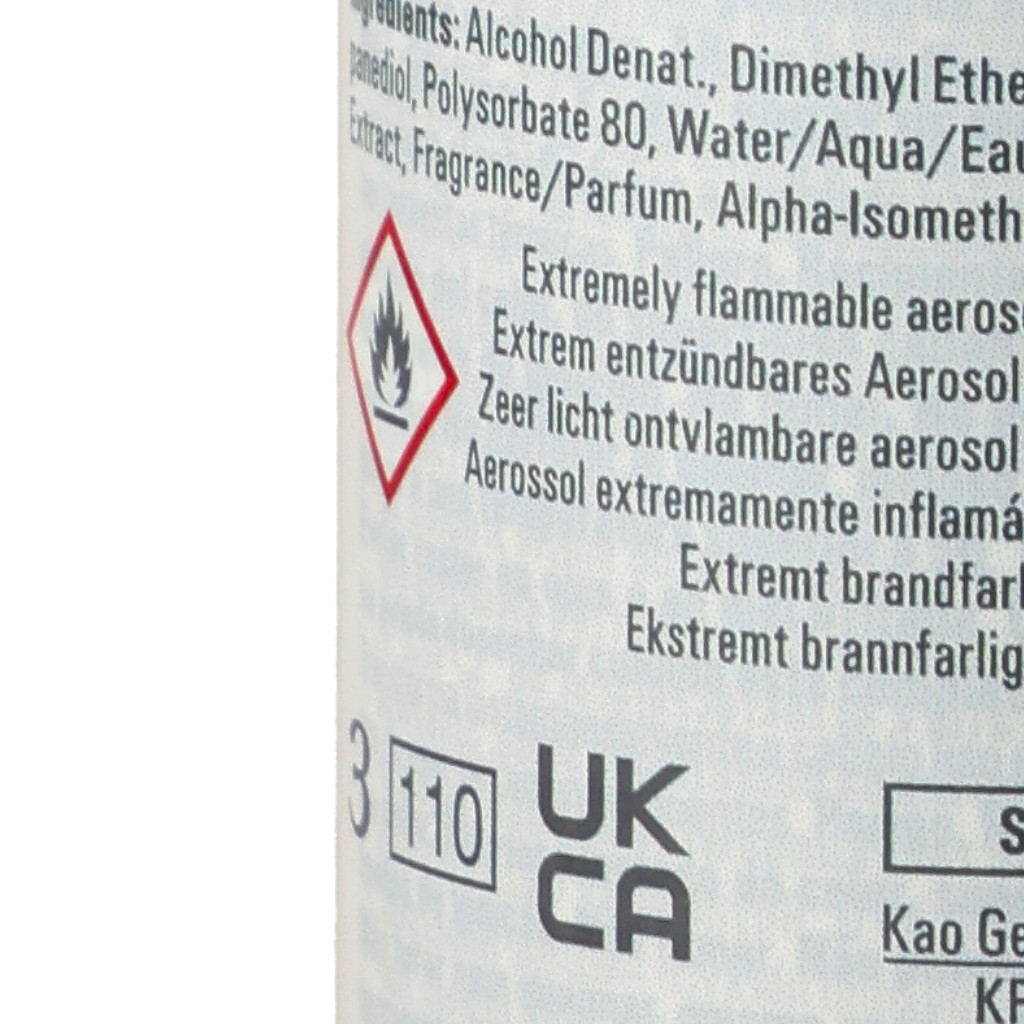 Ingredients: Alcohol Denat., Dimethyl Ethe
panediol, Polysorbate 80, Water/Aqua/Eau
Extract, Fragrance/Parfum, Alpha-Isometh
Extremely flammable aeros
Extrem entzündbares Aerosol
Zeer licht ontvlambare aerosol
Aerossol extremamente inflamá
Extremt brandfarl
Ekstremt brannfarlig
3 110
UK
CA
S
Kao Ge
KP